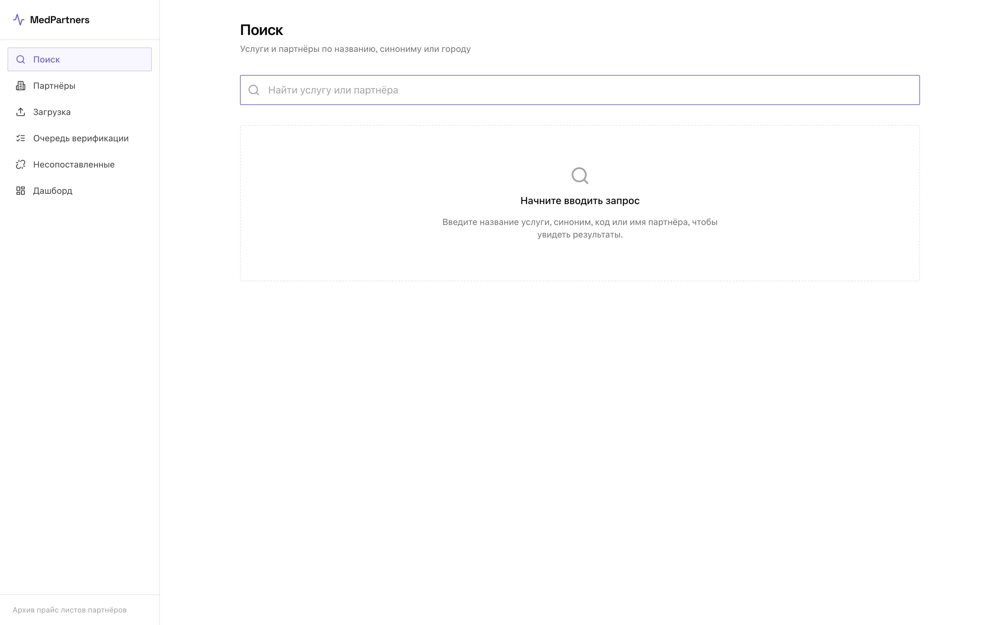 MedPartners
Поиск
Партнёры
Загрузка
Очередь верификации
Несопоставленные
Дашборд
Архив прайс листов партнёров
Поиск
Услуги и партнёры по названию, синониму или городу
Найти услугу или партнёра
Начните вводить запрос
Введите название услуги, синоним, код или имя партнёра, чтобы
увидеть результаты.